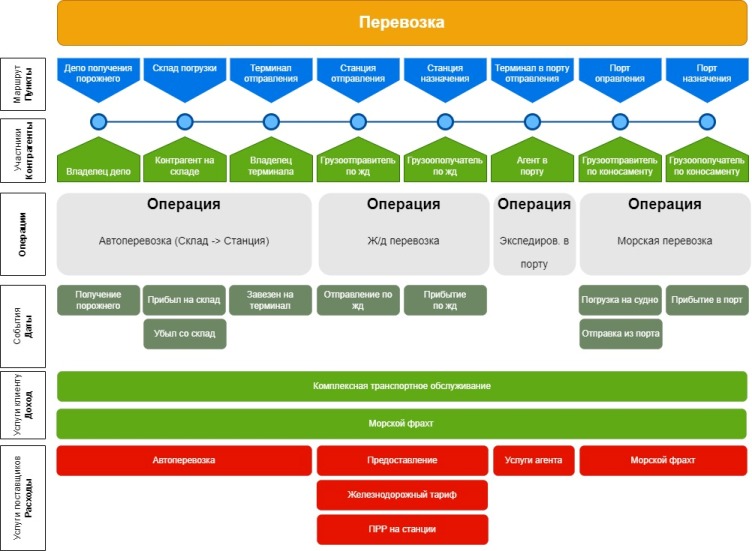 Перевозка
Маршрут
Пункты
Депо получения
порожнего
Склад погрузки
Терминал
отправления
Станция
отправления
Станция
назначения
Терминал в порту
отправления
Порт
оправления
Порт
назначения
Участники
Контрагенты
Владелец депо
Контрагент на
складе
Владелец
терминала
Грузоотправитель
по жд
Грузоополучатель
по жд
Агент в
порту
Грузоотправитель
по коносаменту
Грузоополучатель
по коносаменту
Операции
Операция
Автоперевозка (Склад -> Станция)
Операция
Ж/д перевозка
Операция
Экспедиров. в
порту
Операция
Морская перевозка
События
Даты
Получение
порожнего
Прибыл на склад
Убыл со склад
Завезен на
терминал
Отправление по
жд
Прибытие по
жд
Погрузка на судно
Отправка из порта
Прибытие в порт
Услуги клиенту
Доход
Комплексная транспортное обслуживание
Морской фрахт
Услуги поставщиков
Расходы
Автоперевозка
Предоставление
Услуги агента
Морской фрахт
Железнодорожный тариф
ПРР на станции